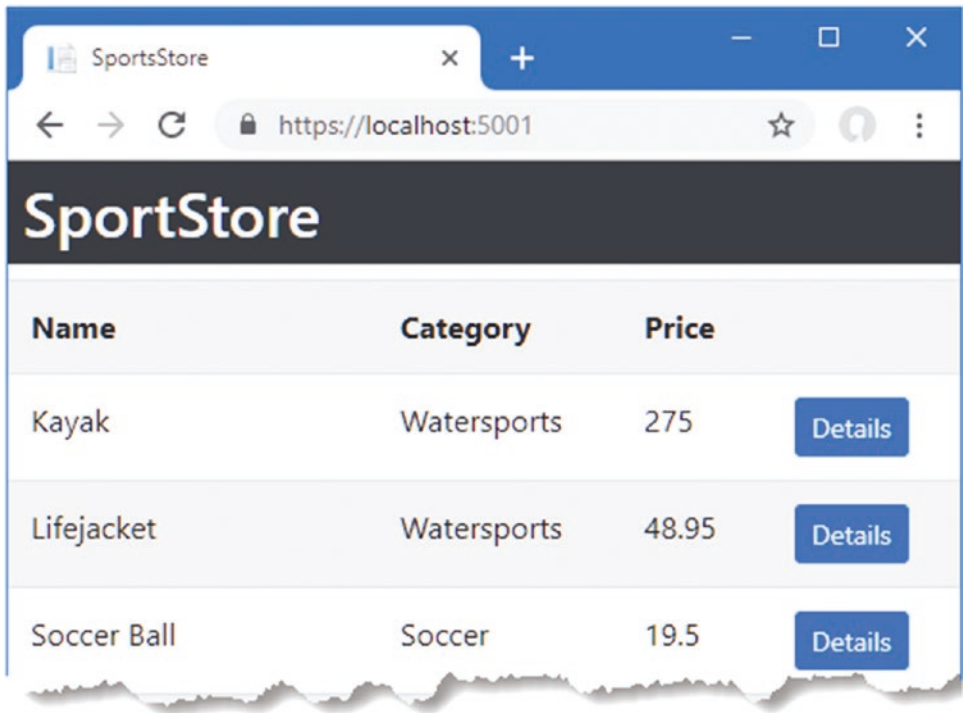 SportsStore
https://localhost:5001
SportStore
Name Category Price
Kayak Watersports 275 Details
Lifejacket Watersports 48.95 Details
Soccer Ball Soccer 19.5 Details